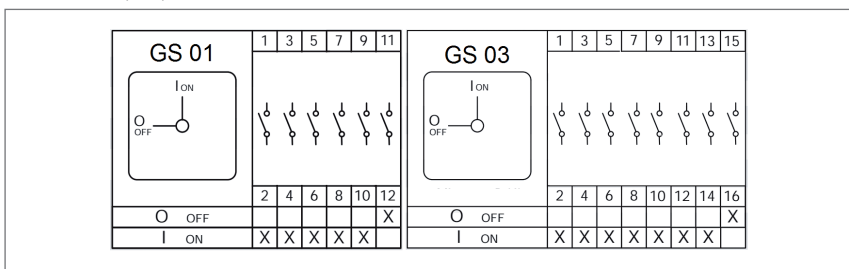 GS 01 1 3 5 7 9 11
I ON
O OFF
2 4 6 8 10 12
O OFF X
I ON X X X X X
GS 03 1 3 5 7 9 11 13 15
I ON
O OFF
2 4 6 8 10 12 14 16
O OFF X
I ON X X X X X X X